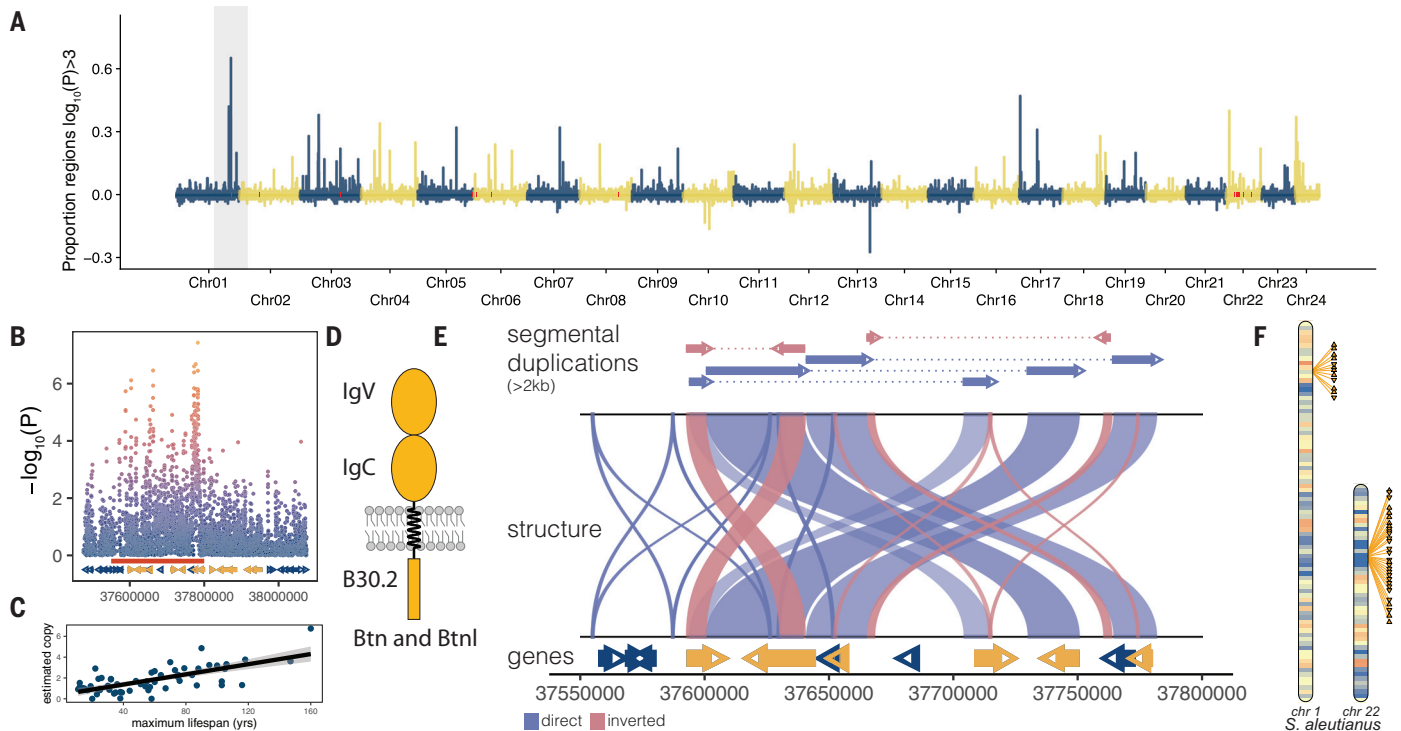 A
Proportion regions log10(P)>3
0.6
0.3
0.0
−0.3
Chr01
Chr02
Chr03
Chr04
Chr05
Chr06
Chr07
Chr08
Chr09
Chr10
Chr11
Chr12
Chr13
Chr14
Chr15
Chr16
Chr17
Chr18
Chr19
Chr20
Chr21
Chr22
Chr23
Chr24
B
−log10(P)
6
4
2
0
37600000
37800000
38000000
C
estimated copy
6
4
2
0
40
80
120
160
maximum lifespan (yrs)
D
IgV
IgC
B30.2
Btn and Btnl
E
segmental
duplications
(>2kb)
structure
genes
37550000
37600000
37650000
37700000
37750000
37800000
direct
inverted
F
chr 1
chr 22
S. aleutianus